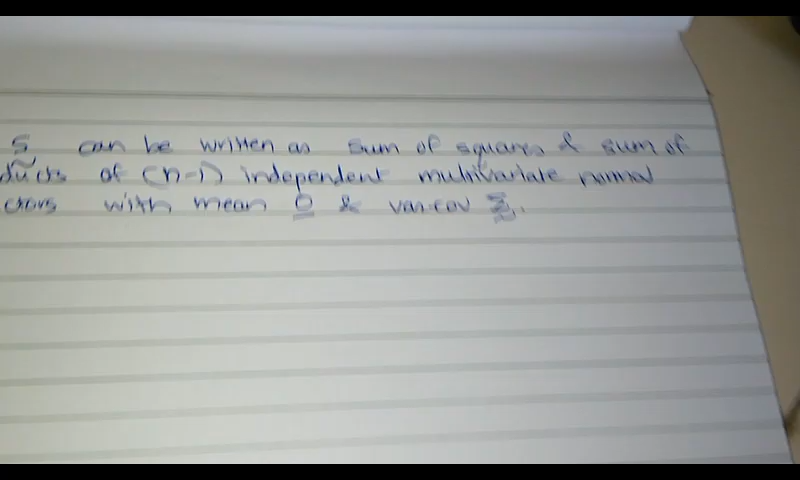 S can be written as sum of squares & sum of
ducts of (n-1) independent multivariate normal
ctors with mean 0 & var-cov Σ.